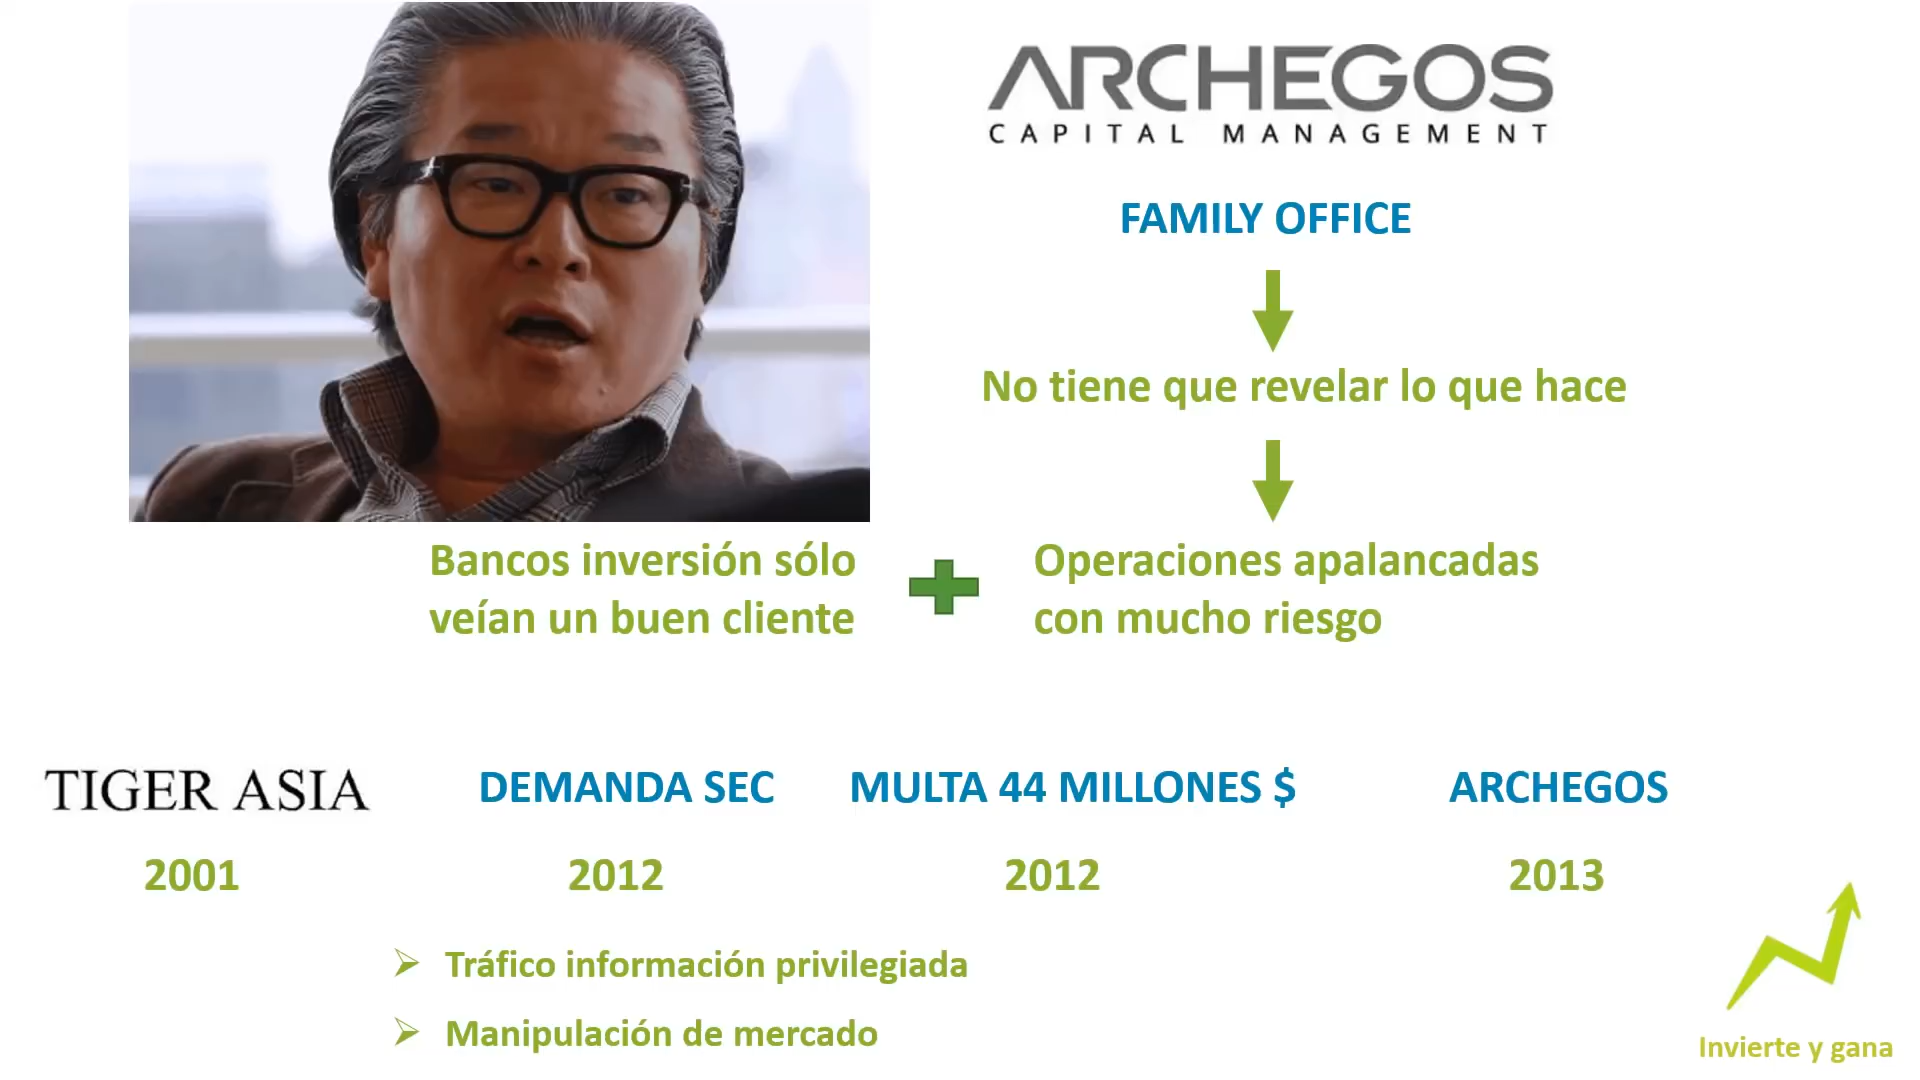 ARCHEGOS
CAPITAL MANAGEMENT
FAMILY OFFICE
No tiene que revelar lo que hace
Bancos inversión sólo
veían un buen cliente
Operaciones apalancadas
con mucho riesgo
TIGER ASIA
2001
DEMANDA SEC
2012
MULTA 44 MILLONES $
2012
ARCHEGOS
2013
Tráfico información privilegiada
Manipulación de mercado
Invierte y gana